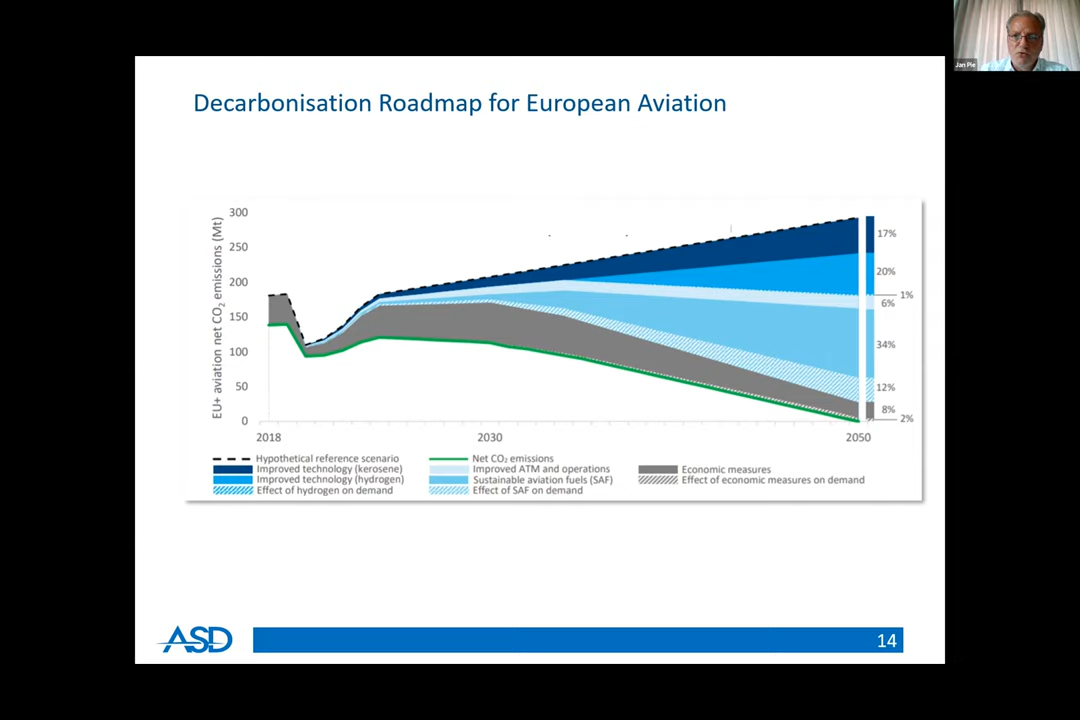 Jan Pie
Decarbonisation Roadmap for European Aviation
EU+ aviation net CO2 emissions (Mt)
300
250
200
150
100
50
0
2018
2030
2050
17%
20%
1%
6%
34%
12%
8%
2%
Hypothetical reference scenario
Net CO2 emissions
Improved technology (kerosene)
Improved ATM and operations
Economic measures
Improved technology (hydrogen)
Sustainable aviation fuels (SAF)
Effect of economic measures on demand
Effect of hydrogen on demand
Effect of SAF on demand
ASD
14